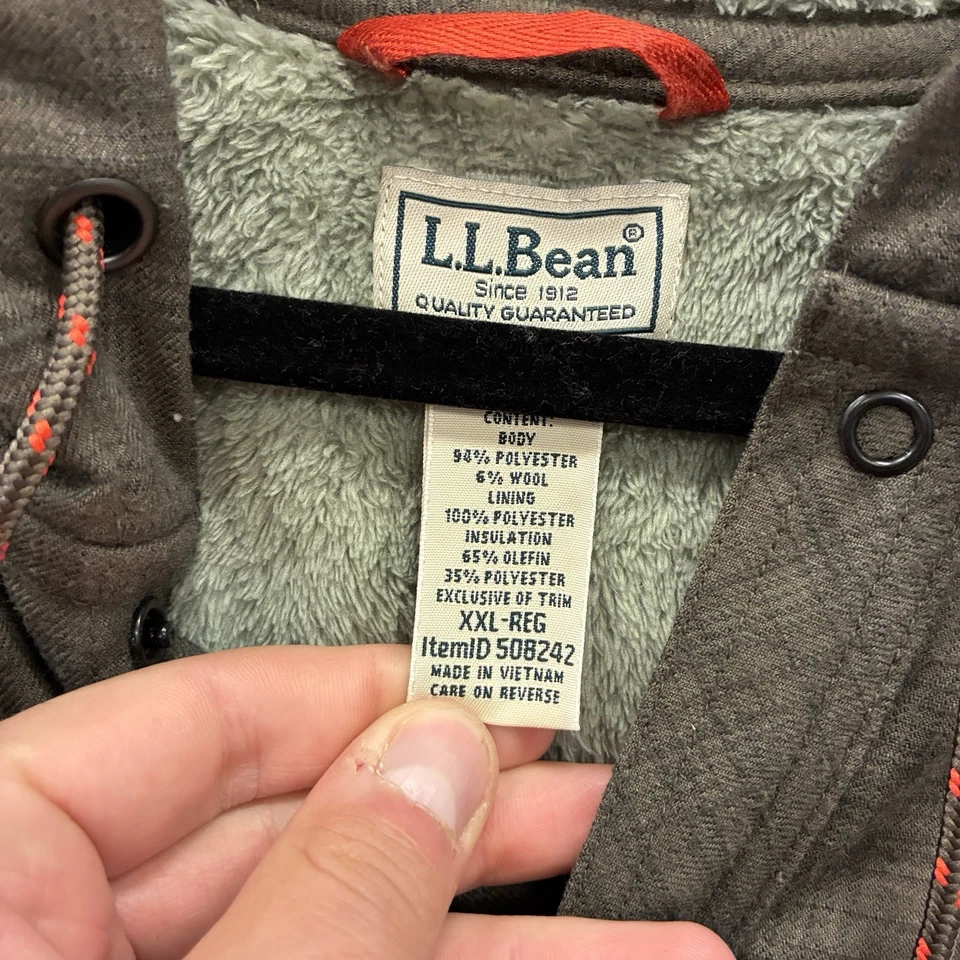 L.L.Bean®
Since 1912
QUALITY GUARANTEED
CONTENT:
BODY
94% POLYESTER
6% WOOL
LINING
100% POLYESTER
INSULATION
65% OLEFIN
35% POLYESTER
EXCLUSIVE OF TRIM
XXL-REG
ItemID 508242
MADE IN VIETNAM
CARE ON REVERSE